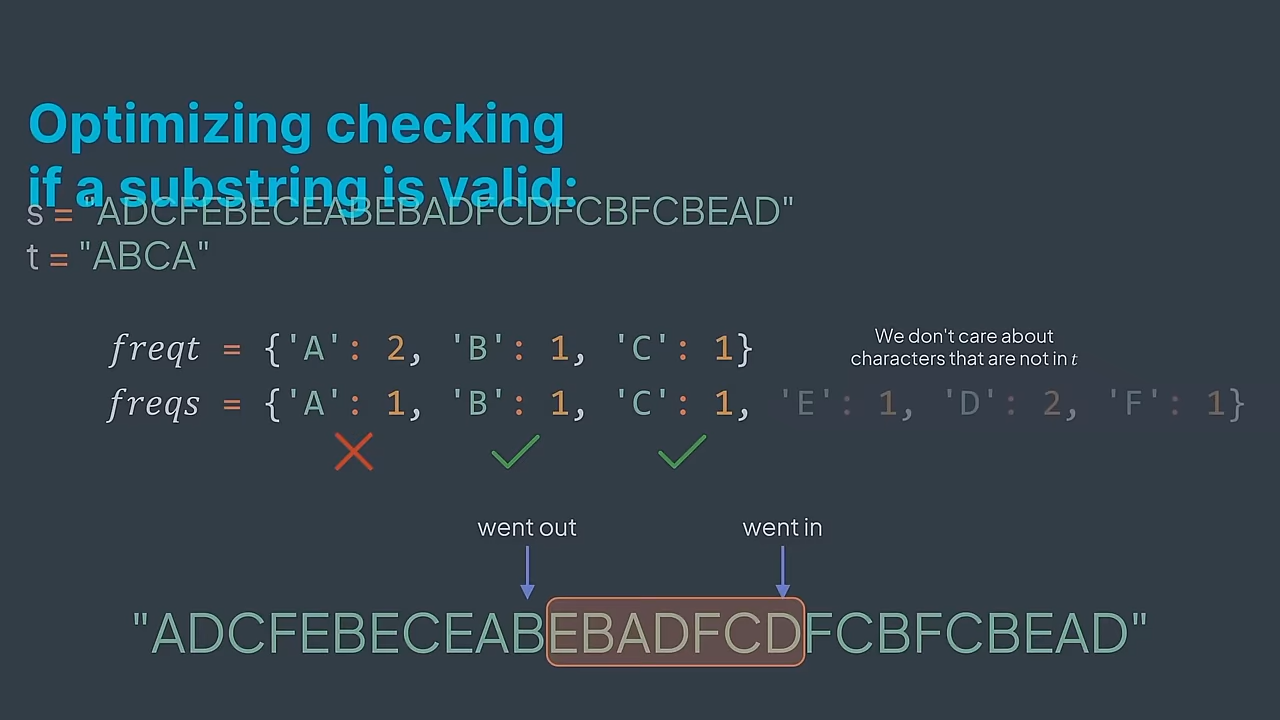 Optimizing checking
if a substring is valid:
s = "ADCFEBECEABEBADFCDFCBFCBEAD"
t = "ABCA"
freqt = {'A': 2, 'B': 1, 'C': 1}
We don't care about
characters that are not in t
freqs = {'A': 1, 'B': 1, 'C': 1, 'E': 1, 'D': 2, 'F': 1}
went out
went in
"ADCFEBECEABEBADFCDFCBFCBEAD"